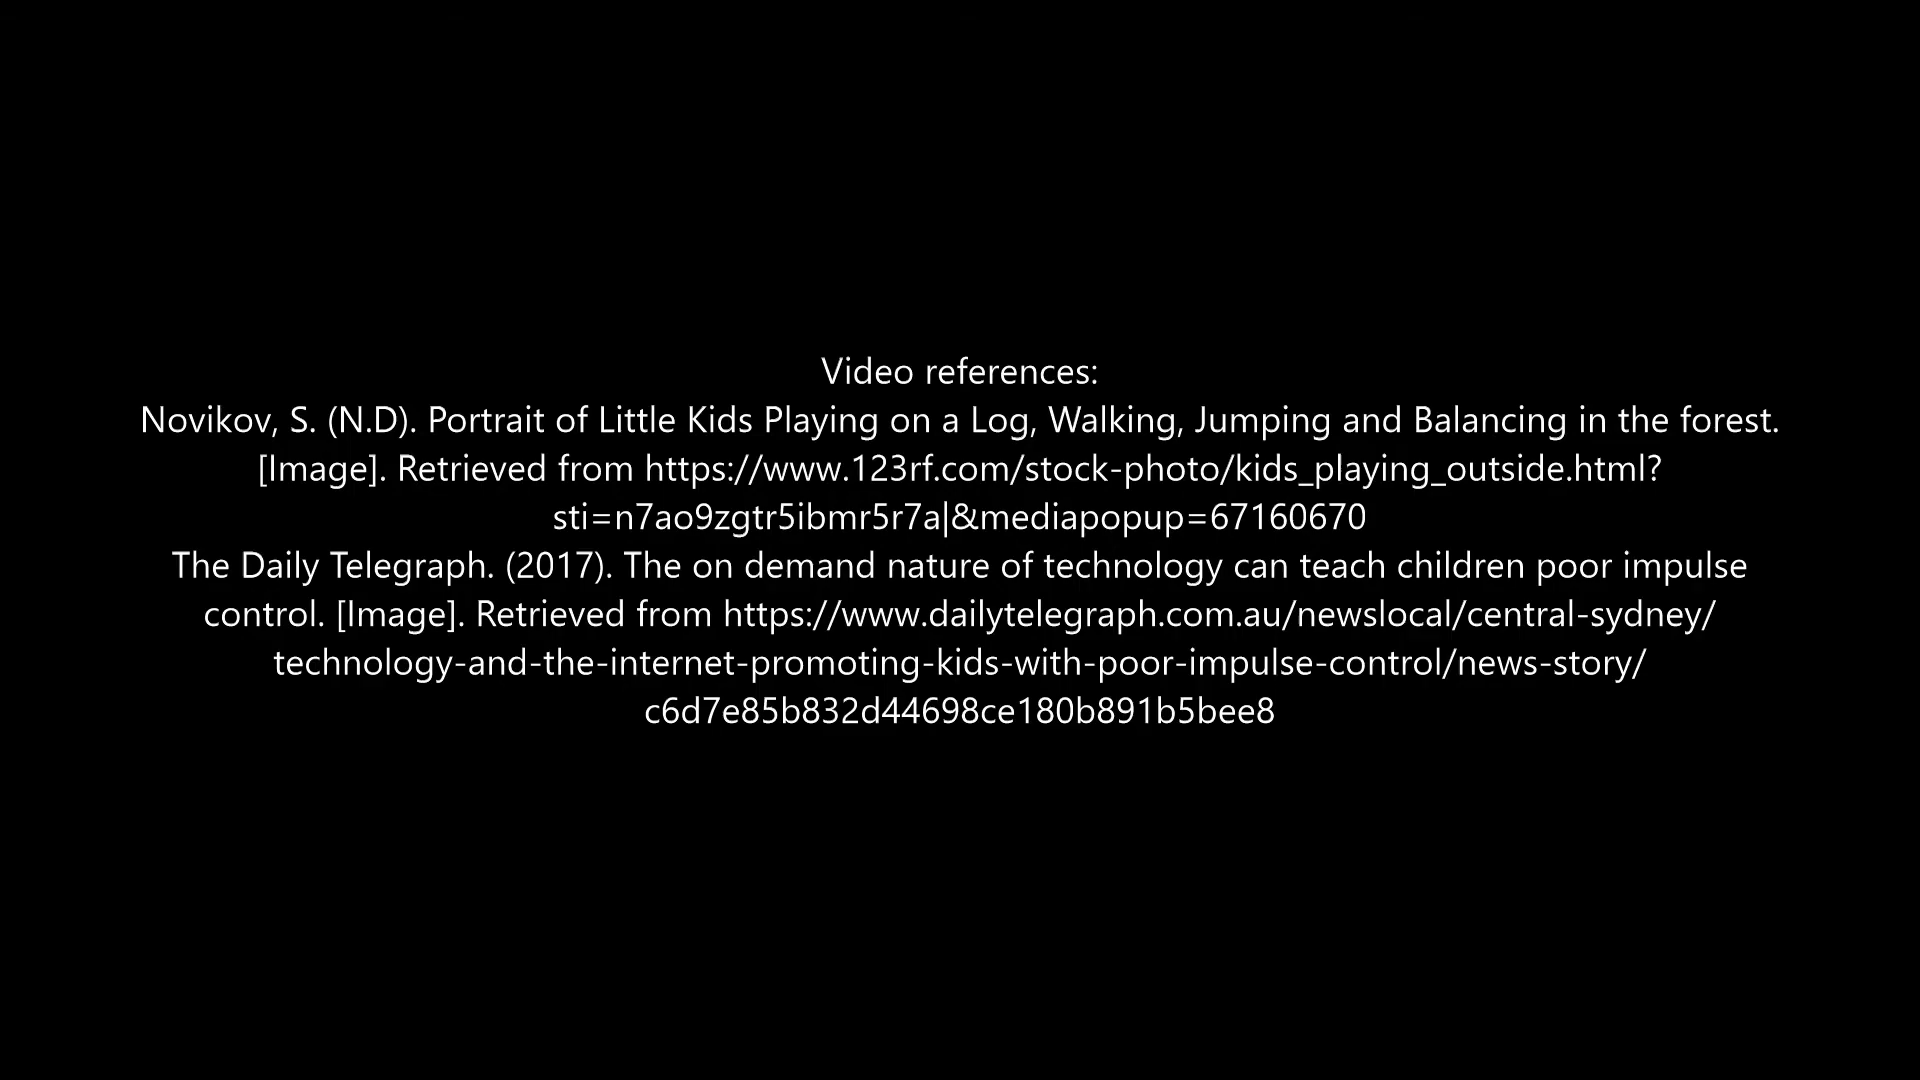 Video references:
Novikov, S. (N.D). Portrait of Little Kids Playing on a Log, Walking, Jumping and Balancing in the forest.
[Image]. Retrieved from https://www.123rf.com/stock-photo/kids_playing_outside.html?
sti=n7ao9zgtr5ibmr5r7a|&mediapopup=67160670
The Daily Telegraph. (2017). The on demand nature of technology can teach children poor impulse
control. [Image]. Retrieved from https://www.dailytelegraph.com.au/newslocal/central-sydney/
technology-and-the-internet-promoting-kids-with-poor-impulse-control/news-story/
c6d7e85b832d44698ce180b891b5bee8